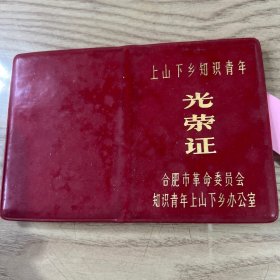 上山下乡知识青年
光
荣
证
合肥市革命委员会
知识青年上山下乡办公室